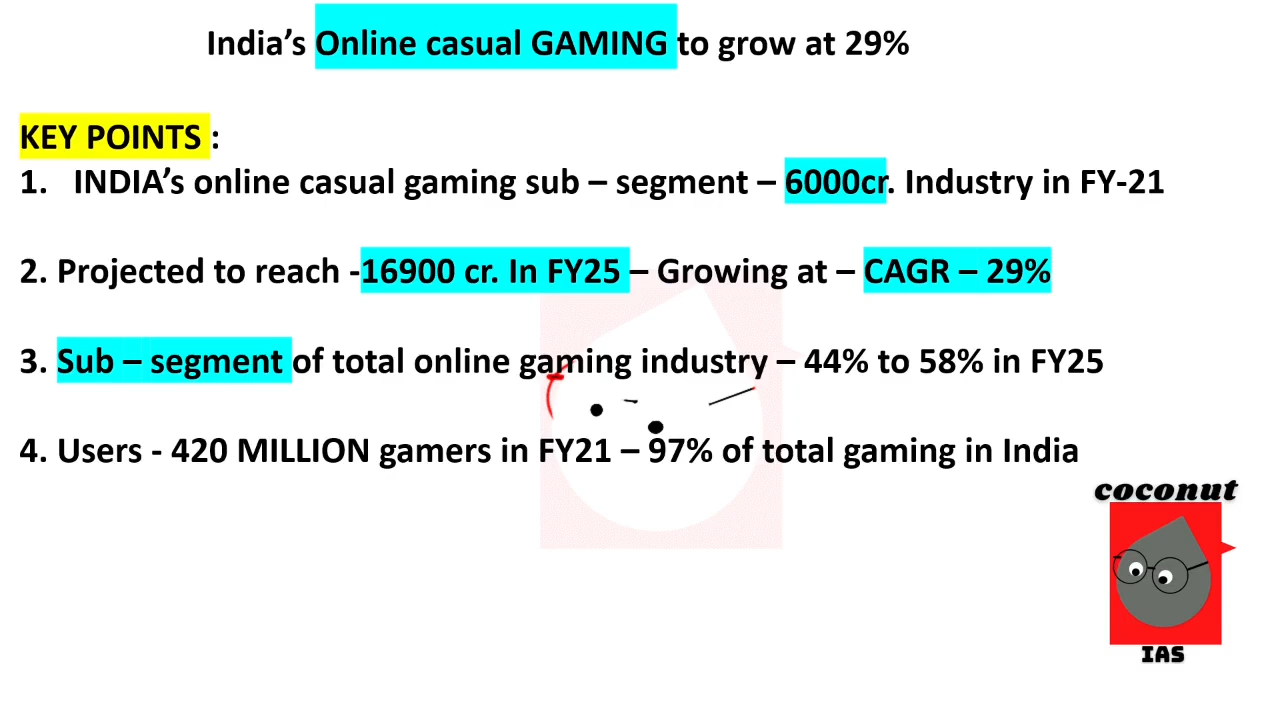 India's Online casual GAMING to grow at 29%
KEY POINTS :
1. INDIA's online casual gaming sub – segment – 6000cr. Industry in FY-21
2. Projected to reach -16900 cr. In FY25 – Growing at – CAGR – 29%
3. Sub – segment of total online gaming industry – 44% to 58% in FY25
4. Users - 420 MILLION gamers in FY21 – 97% of total gaming in India
coconut
IAS